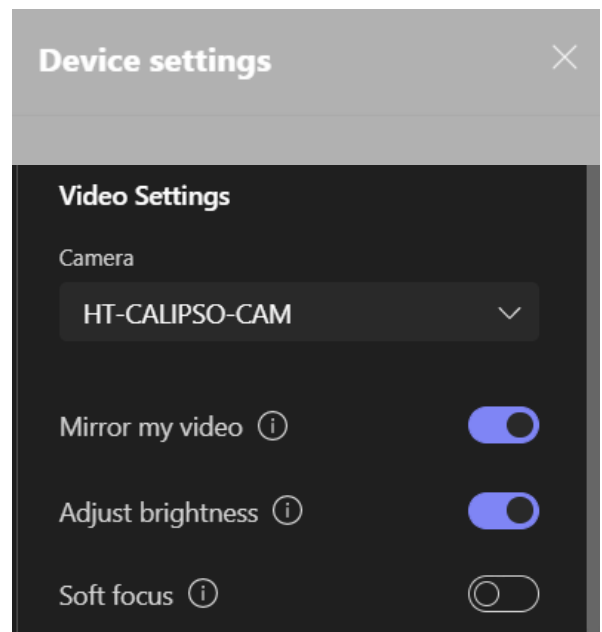 Device settings
Video Settings
Camera
HT-CALIPSO-CAM
Mirror my video
Adjust brightness
Soft focus